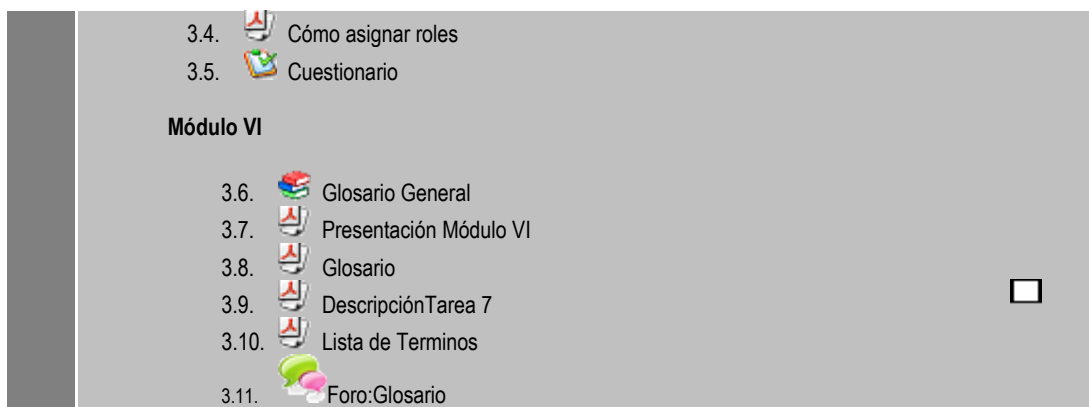 3.4. Cómo asignar roles
3.5. Cuestionario
Módulo VI
3.6. Glosario General
3.7. Presentación Módulo VI
3.8. Glosario
3.9. DescripciónTarea 7
3.10. Lista de Terminos
3.11. Foro:Glosario